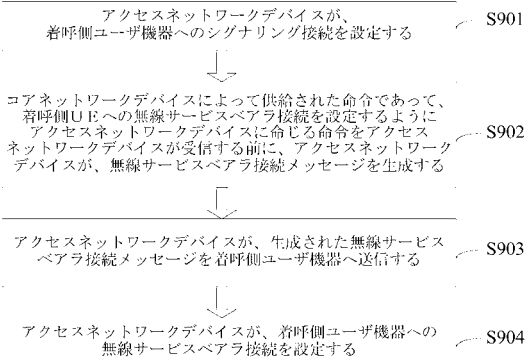 アクセスネットワークデバイスが、
着呼側ユーザ機器へのシグナリング接続を設定する
S901
コアネットワークデバイスによって供給された命令であって、
着呼側UEへの無線サービスベアラ接続を設定するように
アクセスネットワークデバイスに命じる命令をアクセス
ネットワークデバイスが受信する前に、アクセスネットワーク
デバイスが、無線サービスベアラ接続メッセージを生成する
S902
アクセスネットワークデバイスが、生成された無線サービス
ベアラ接続メッセージを着呼側ユーザ機器へ送信する
S903
アクセスネットワークデバイスが、着呼側ユーザ機器への
無線サービスベアラ接続を設定する
S904